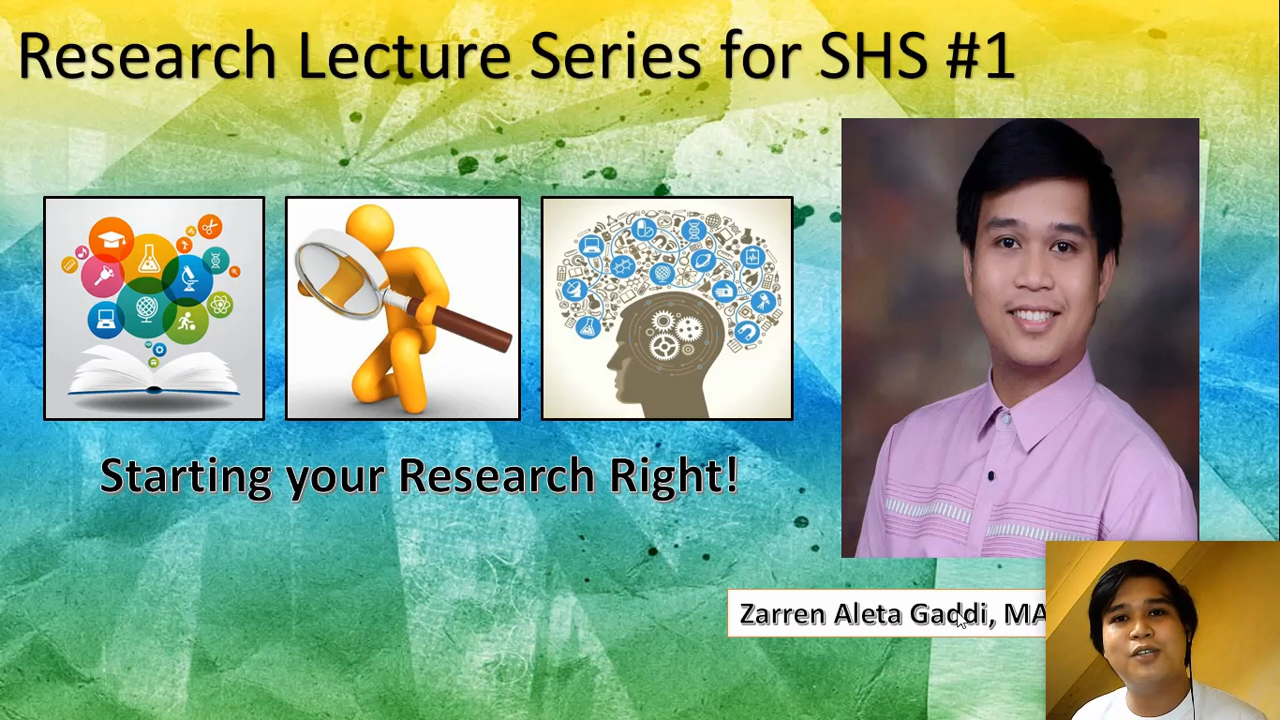 Research Lecture Series for SHS #1
Starting your Research Right!
Zarren Aleta Gaddi, MA